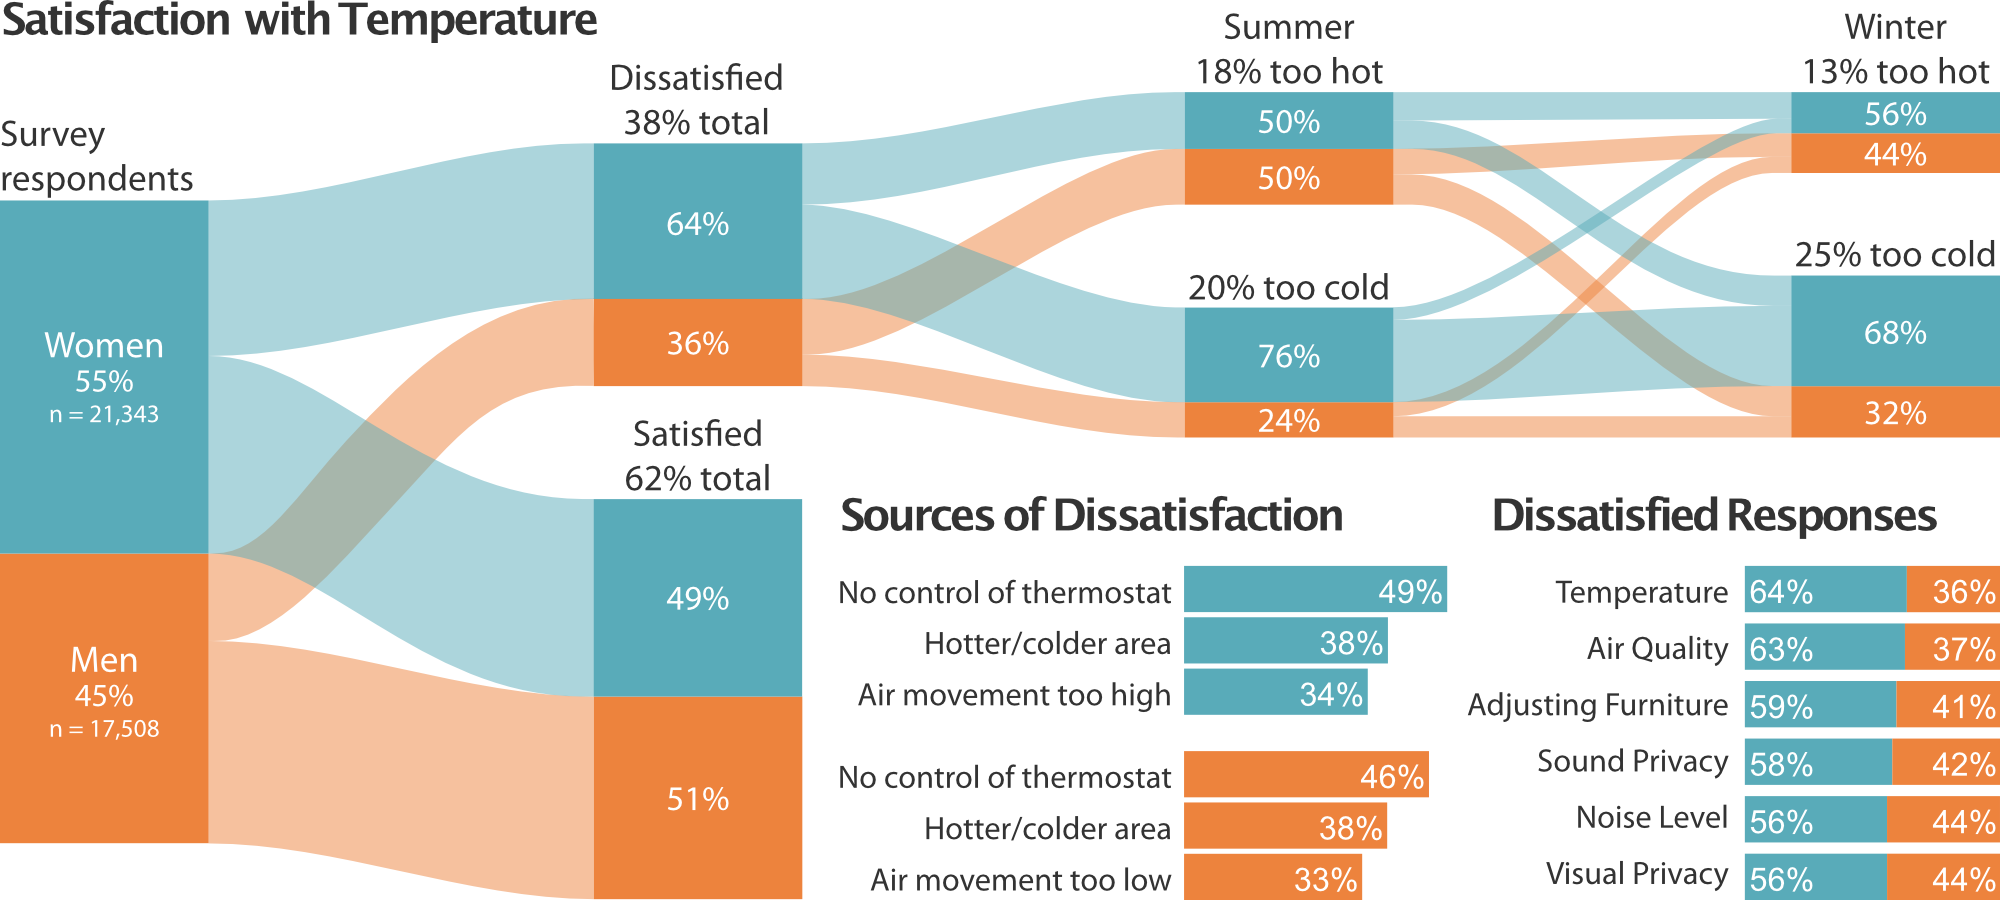 Satisfaction with Temperature
Survey
respondents
Women
55%
n = 21,343
Men
45%
n = 17,508
Dissatisfied
38% total
64%
36%
Satisfied
62% total
49%
51%
Summer
18% too hot
50%
50%
20% too cold
76%
24%
Winter
13% too hot
56%
44%
25% too cold
68%
32%
Sources of Dissatisfaction
No control of thermostat 49%
Hotter/colder area 38%
Air movement too high 34%
No control of thermostat 46%
Hotter/colder area 38%
Air movement too low 33%
Dissatisfied Responses
Temperature 64% 36%
Air Quality 63% 37%
Adjusting Furniture 59% 41%
Sound Privacy 58% 42%
Noise Level 56% 44%
Visual Privacy 56% 44%